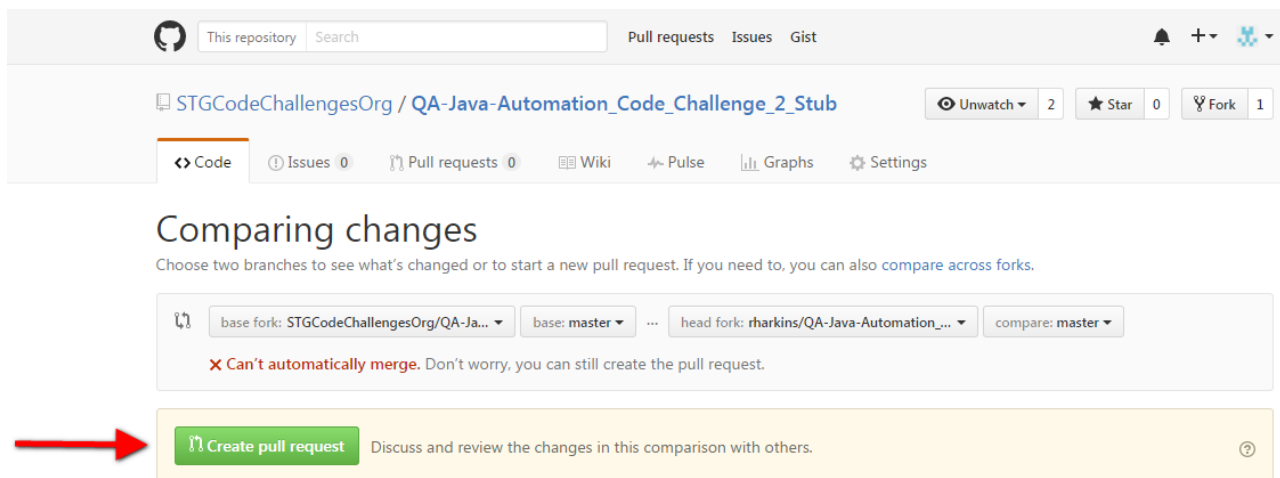 This repository Search Pull requests Issues Gist
STGCodeChallengesOrg / QA-Java-Automation_Code_Challenge_2_Stub Unwatch 2 Star 0 Fork 1
Code Issues 0 Pull requests 0 Wiki Pulse Graphs Settings
Comparing changes
Choose two branches to see what's changed or to start a new pull request. If you need to, you can also compare across forks.
base fork: STGCodeChallengesOrg/QA-Ja... base: master ... head fork: rharkins/QA-Java-Automation_... compare: master
Can't automatically merge. Don't worry, you can still create the pull request.
Create pull request Discuss and review the changes in this comparison with others.